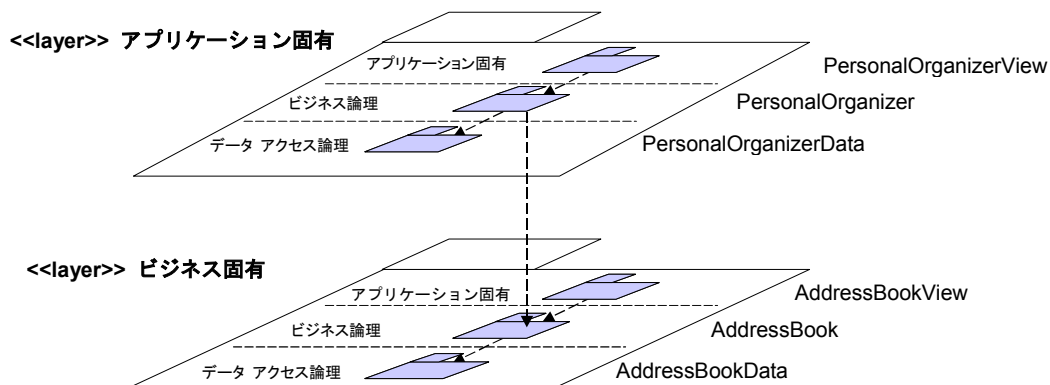 <<layer>> アプリケーション固有
アプリケーション固有
PersonalOrganizerView
ビジネス論理
PersonalOrganizer
データ アクセス論理
PersonalOrganizerData
<<layer>> ビジネス固有
アプリケーション固有
AddressBookView
ビジネス論理
AddressBook
データ アクセス論理
AddressBookData